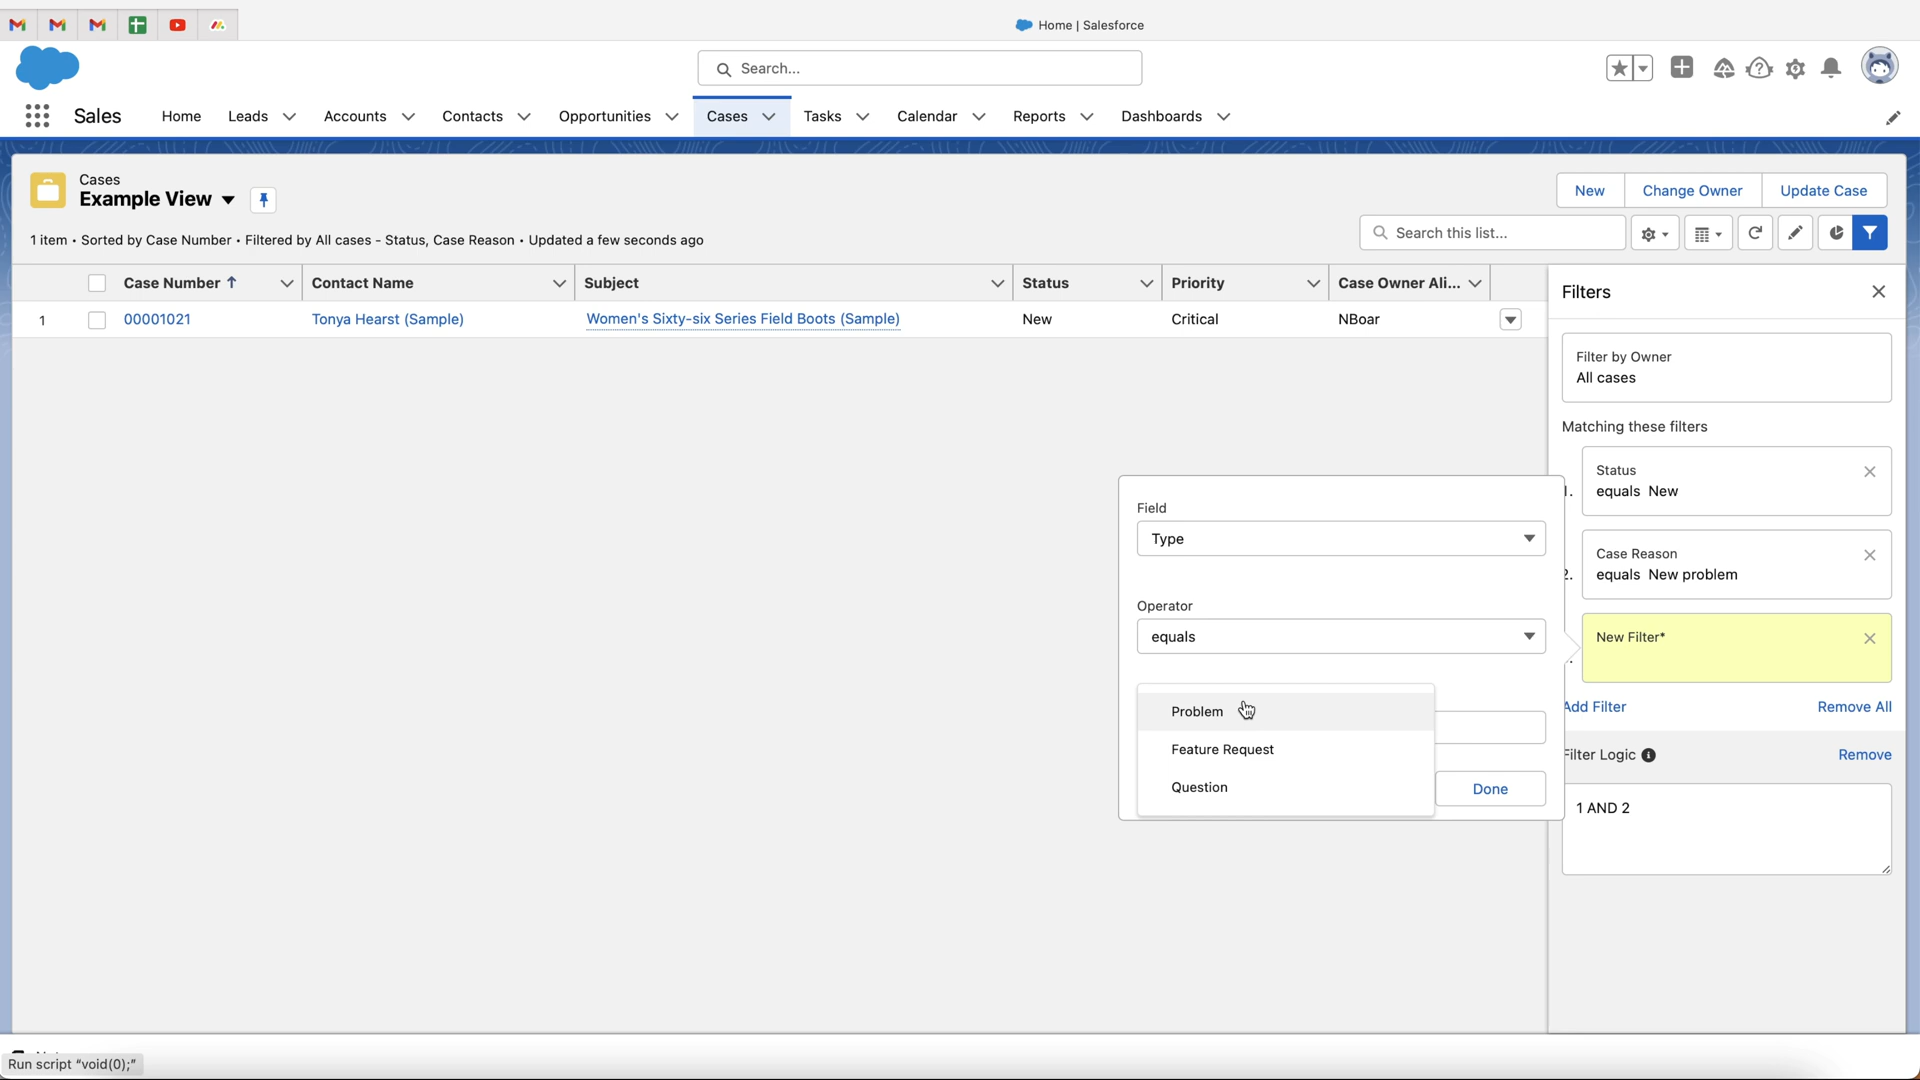 Home | Salesforce
Search...
Sales
Home
Leads
Accounts
Contacts
Opportunities
Cases
Tasks
Calendar
Reports
Dashboards
Cases
Example View
New
Change Owner
Update Case
1 item • Sorted by Case Number • Filtered by All cases - Status, Case Reason • Updated a few seconds ago
Search this list...
Case Number
Contact Name
Subject
Status
Priority
Case Owner Ali...
1
00001021
Tonya Hearst (Sample)
Women's Sixty-six Series Field Boots (Sample)
New
Critical
NBoar
Filters
Filter by Owner
All cases
Matching these filters
Status
equals New
2.
Case Reason
equals New problem
New Filter*
Add Filter
Remove All
Filter Logic
Remove
1 AND 2
Field
Type
Operator
equals
Problem
Feature Request
Question
Done
Run script "void(0);"